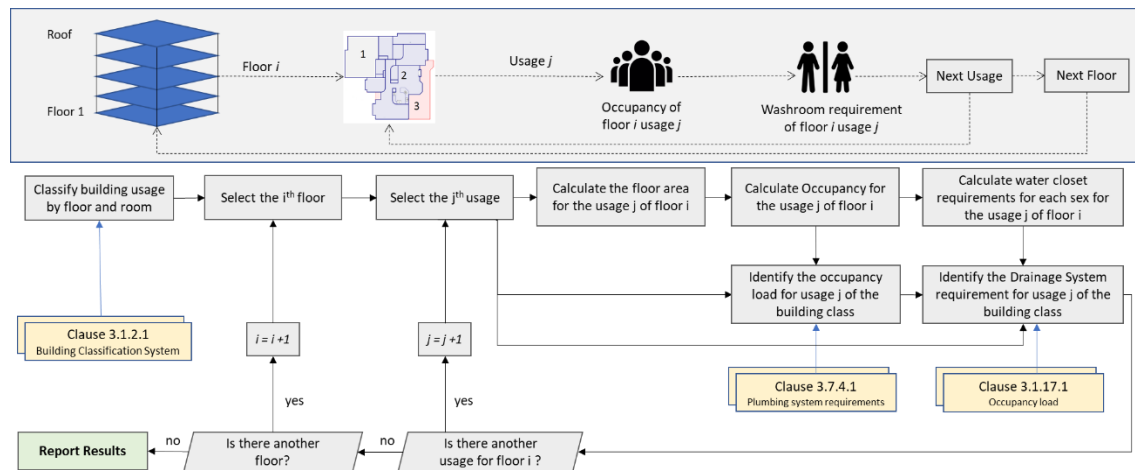 Roof
Floor 1
Floor i
1
2
3
Usage j
Occupancy of
floor i usage j
Washroom requirement
of floor i usage j
Next Usage
Next Floor
Classify building usage
by floor and room
Select the ith floor
Select the jth usage
Calculate the floor area
for the usage j of floor i
Calculate Occupancy for
the usage j of floor i
Calculate water closet
requirements for each sex for
the usage j of floor i
Identify the occupancy
load for usage j of the
building class
Identify the Drainage System
requirement for usage j of the
building class
Clause 3.1.2.1
Building Classification System
i = i +1
j = j +1
Clause 3.7.4.1
Plumbing system requirements
Clause 3.1.17.1
Occupancy load
yes
yes
Report Results
no
Is there another
floor?
no
Is there another
usage for floor i ?